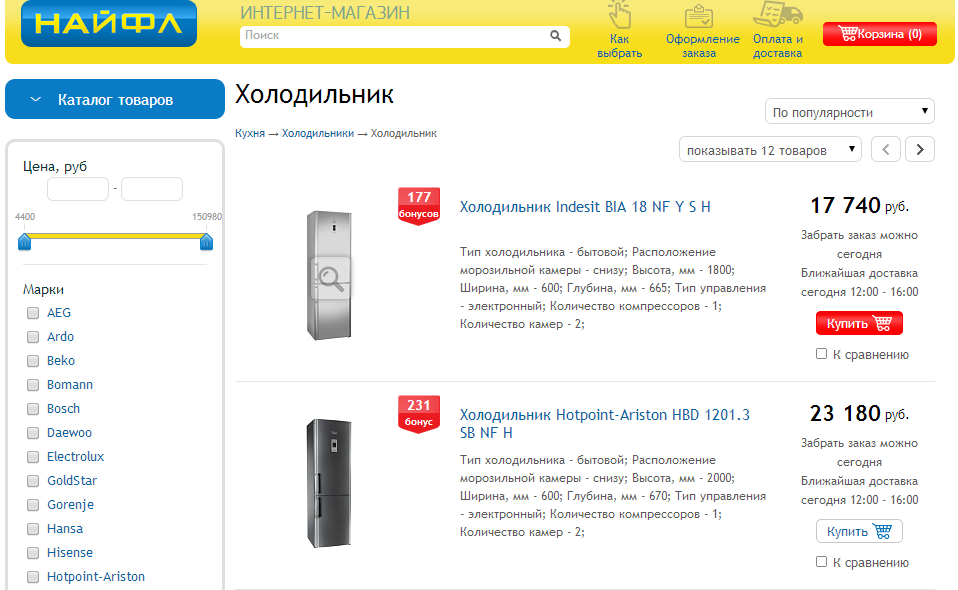 НАЙФЛ
ИНТЕРНЕТ-МАГАЗИН
Поиск
Как
выбрать
Оформление
заказа
Оплата и
доставка
Корзина (0)
Каталог товаров
Холодильник
По популярности
Кухня → Холодильники → Холодильник
показывать 12 товаров
Цена, руб
-
4400
150980
Марки
AEG
Ardo
Beko
Bomann
Bosch
Daewoo
Electrolux
GoldStar
Gorenje
Hansa
Hisense
Hotpoint-Ariston
177
бонусов
Холодильник Indesit BIA 18 NF Y S H
Тип холодильника - бытовой; Расположение
морозильной камеры - снизу; Высота, мм - 1800;
Ширина, мм - 600; Глубина, мм - 665; Тип управления
- электронный; Количество компрессоров - 1;
Количество камер - 2;
17 740 руб.
Забрать заказ можно
сегодня
Ближайшая доставка
сегодня 12:00 - 16:00
Купить
К сравнению
231
бонус
Холодильник Hotpoint-Ariston HBD 1201.3
SB NF H
Тип холодильника - бытовой; Расположение
морозильной камеры - снизу; Высота, мм - 2000;
Ширина, мм - 600; Глубина, мм - 670; Тип управления
- электронный; Количество компрессоров - 1;
Количество камер - 2;
23 180 руб.
Забрать заказ можно
сегодня
Ближайшая доставка
сегодня 12:00 - 16:00
Купить
К сравнению